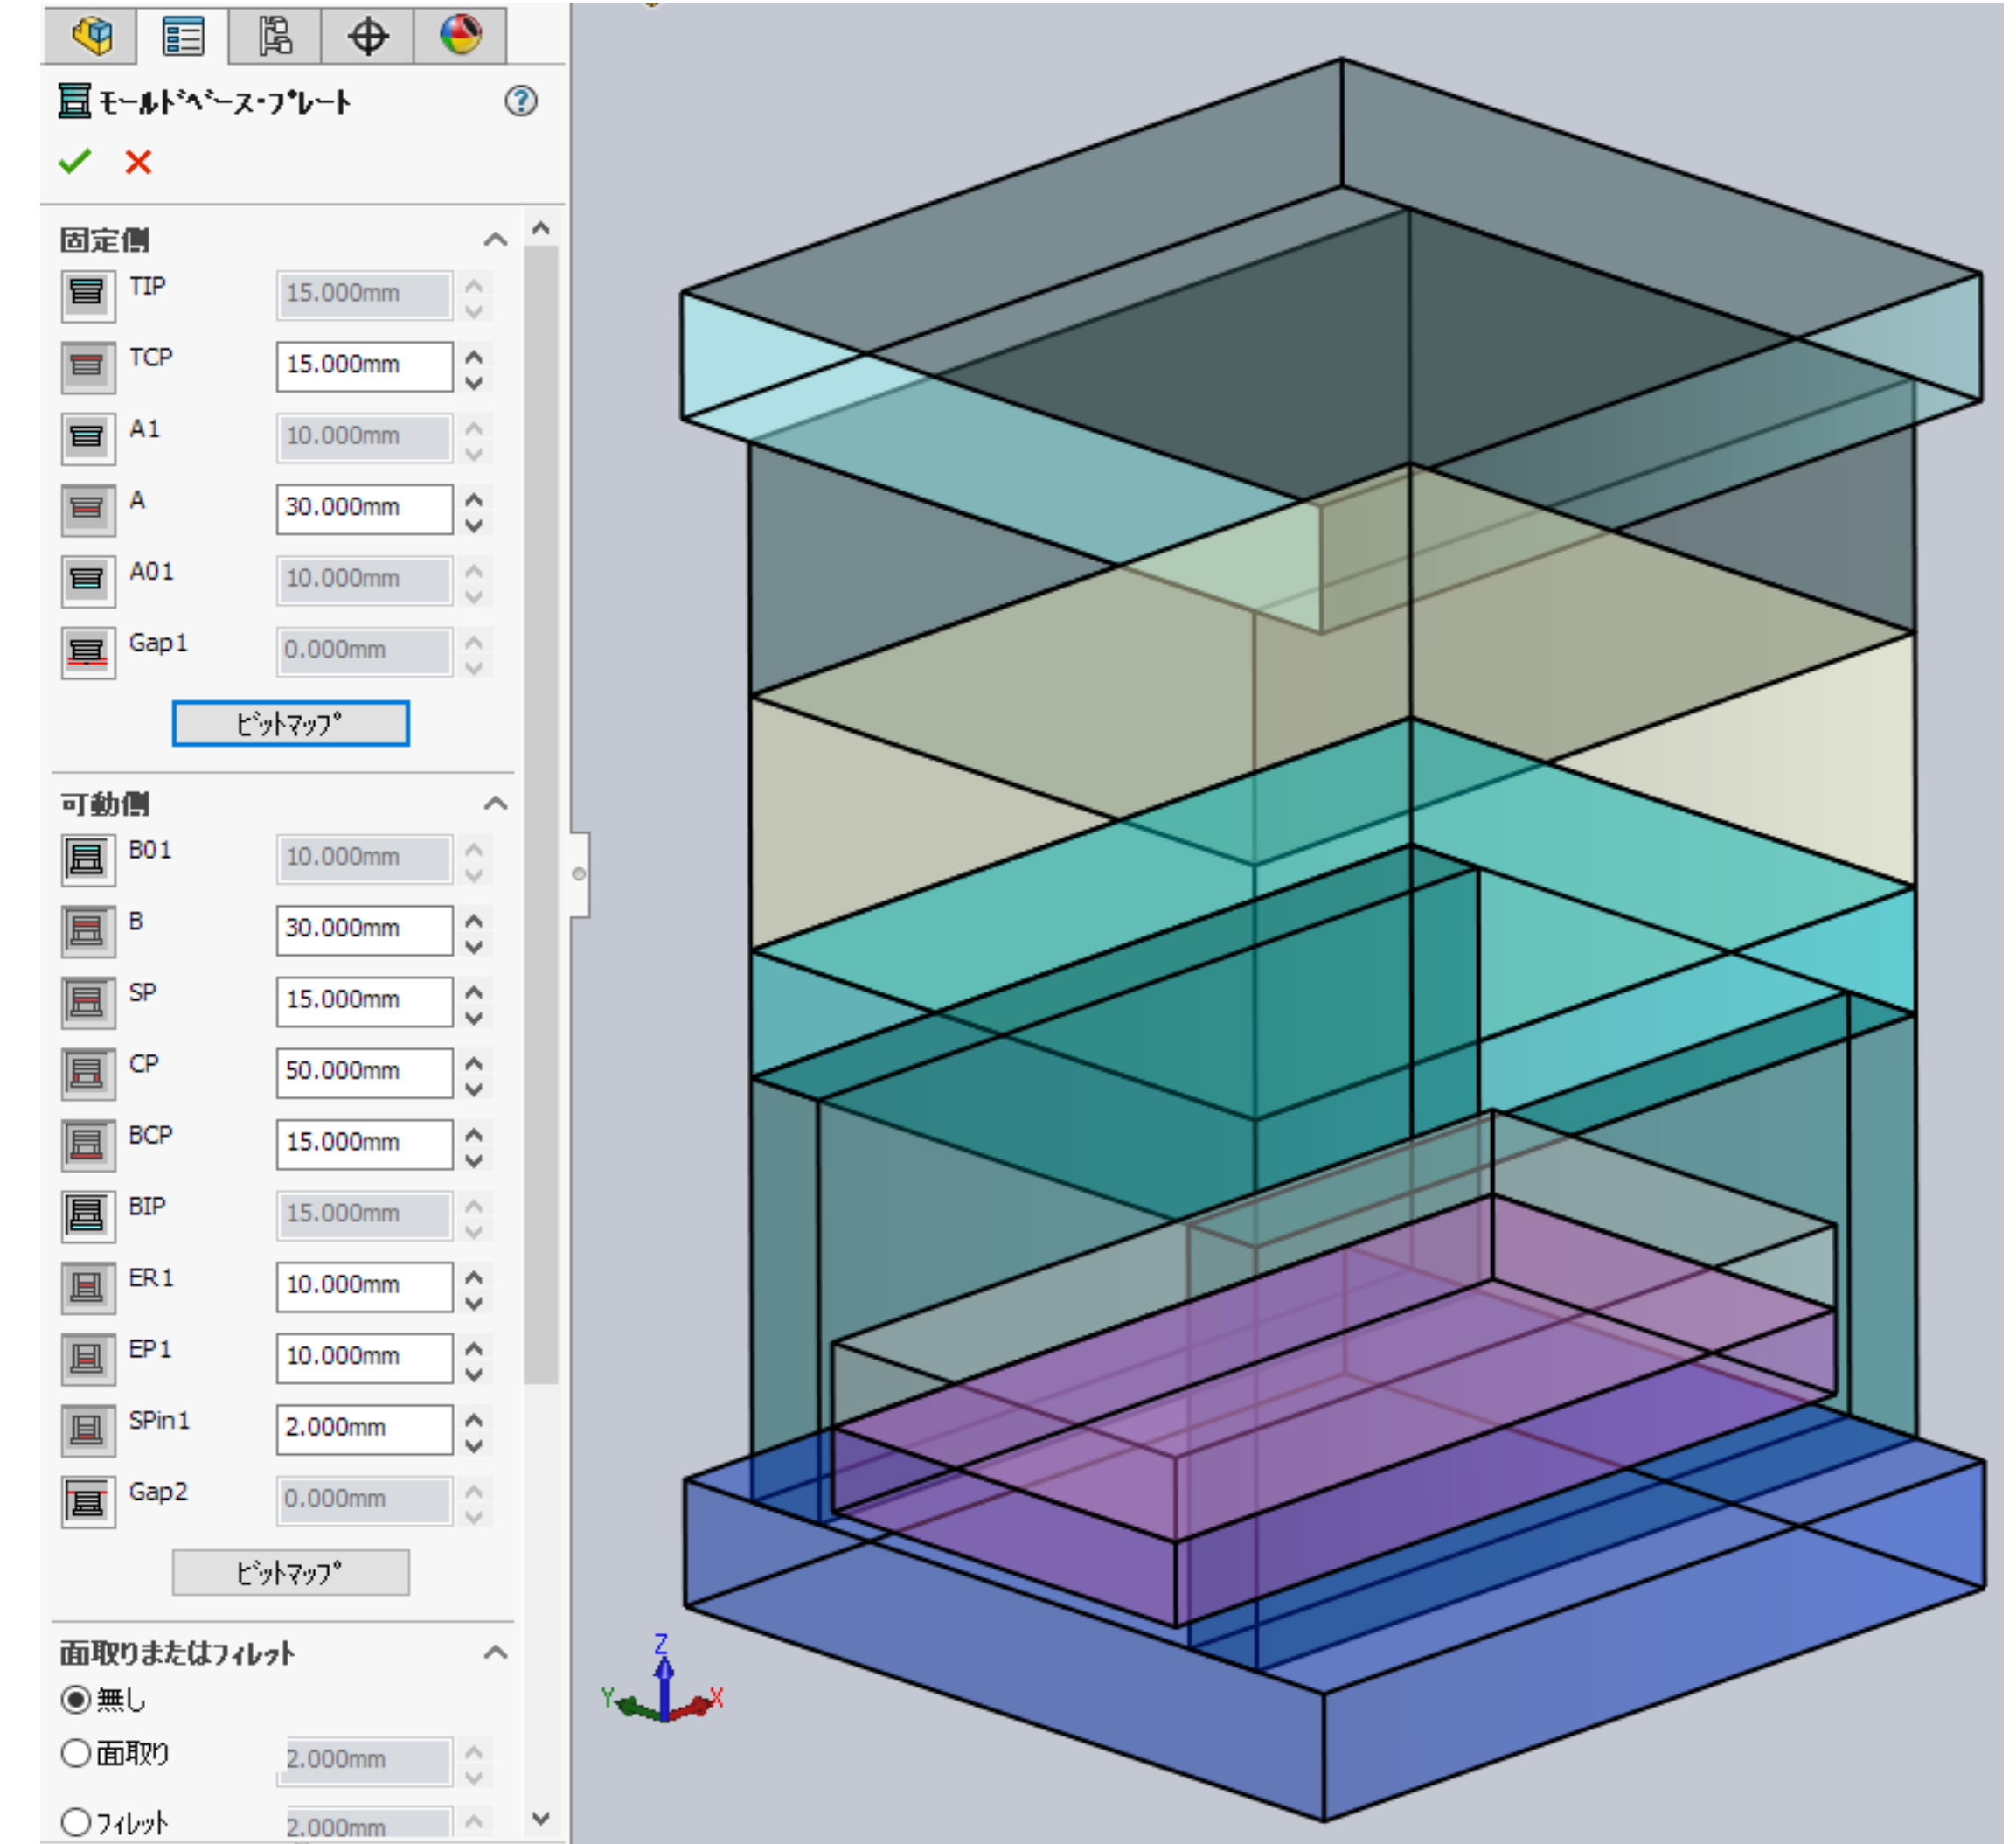 モールドベース・プレート
固定側
TIP 15.000mm
TCP 15.000mm
A1 10.000mm
A 30.000mm
A01 10.000mm
Gap1 0.000mm
ビットマップ
可動側
B01 10.000mm
B 30.000mm
SP 15.000mm
CP 50.000mm
BCP 15.000mm
BIP 15.000mm
ER1 10.000mm
EP1 10.000mm
SPin1 2.000mm
Gap2 0.000mm
ビットマップ
面取りまたはフィレット
無し
面取り 2.000mm
フィレット 2.000mm
Z
Y X